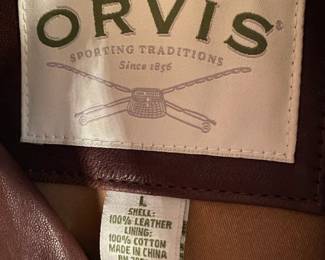 ORVIS®
SPORTING TRADITIONS
Since 1856
L
SHELL:
100% LEATHER
LINING:
100% COTTON
MADE IN CHINA